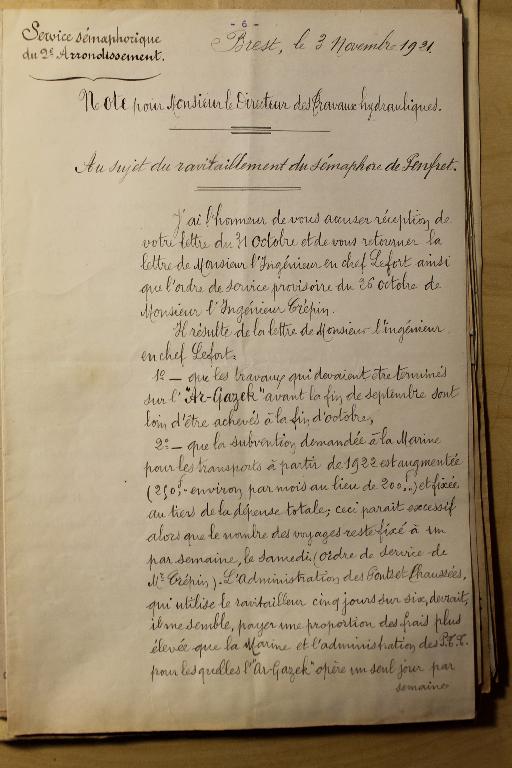 - 6 -
Service sémaphorique
du 2e Arrondissement.
Brest, le 3 Novembre 1921.
Note pour Monsieur le Directeur des Travaux hydrauliques.
Au sujet du ravitaillement du sémaphore de Penfret.
J'ai l'honneur de vous accuser réception de
votre lettre du 31 Octobre et de vous retourner la
lettre de Monsieur l'Ingénieur en chef Lefort ainsi
que l'ordre de service provisoire du 26 octobre de
Monsieur l'Ingénieur Crépin.
Il résulte de la lettre de Monsieur l'ingénieur
en chef Lefort:
1o — que les travaux qui devaient être terminés
sur l'"Ar-Gazek" avant la fin de septembre sont
loin d'être achevés à la fin d'octobre,
2o — que la subvention demandée à la Marine
pour les transports à partir de 1922 est augmentée
(250f. environ par mois au lieu de 200f.) et fixée
au tiers de la dépense totale; ceci parait excessif
alors que le nombre des voyages reste fixé à un
par semaine, le samedi (ordre de service de
Mr Crépin). L'administration des Ponts et Chaussées,
qui utilise le ravitailleur cinq jours sur six, devrait,
il me semble, payer une proportion des frais plus
élevée que la Marine et l'administration des P.T.T.
pour lesquelles l'"Ar-Gazek" opère un seul jour par
semaine